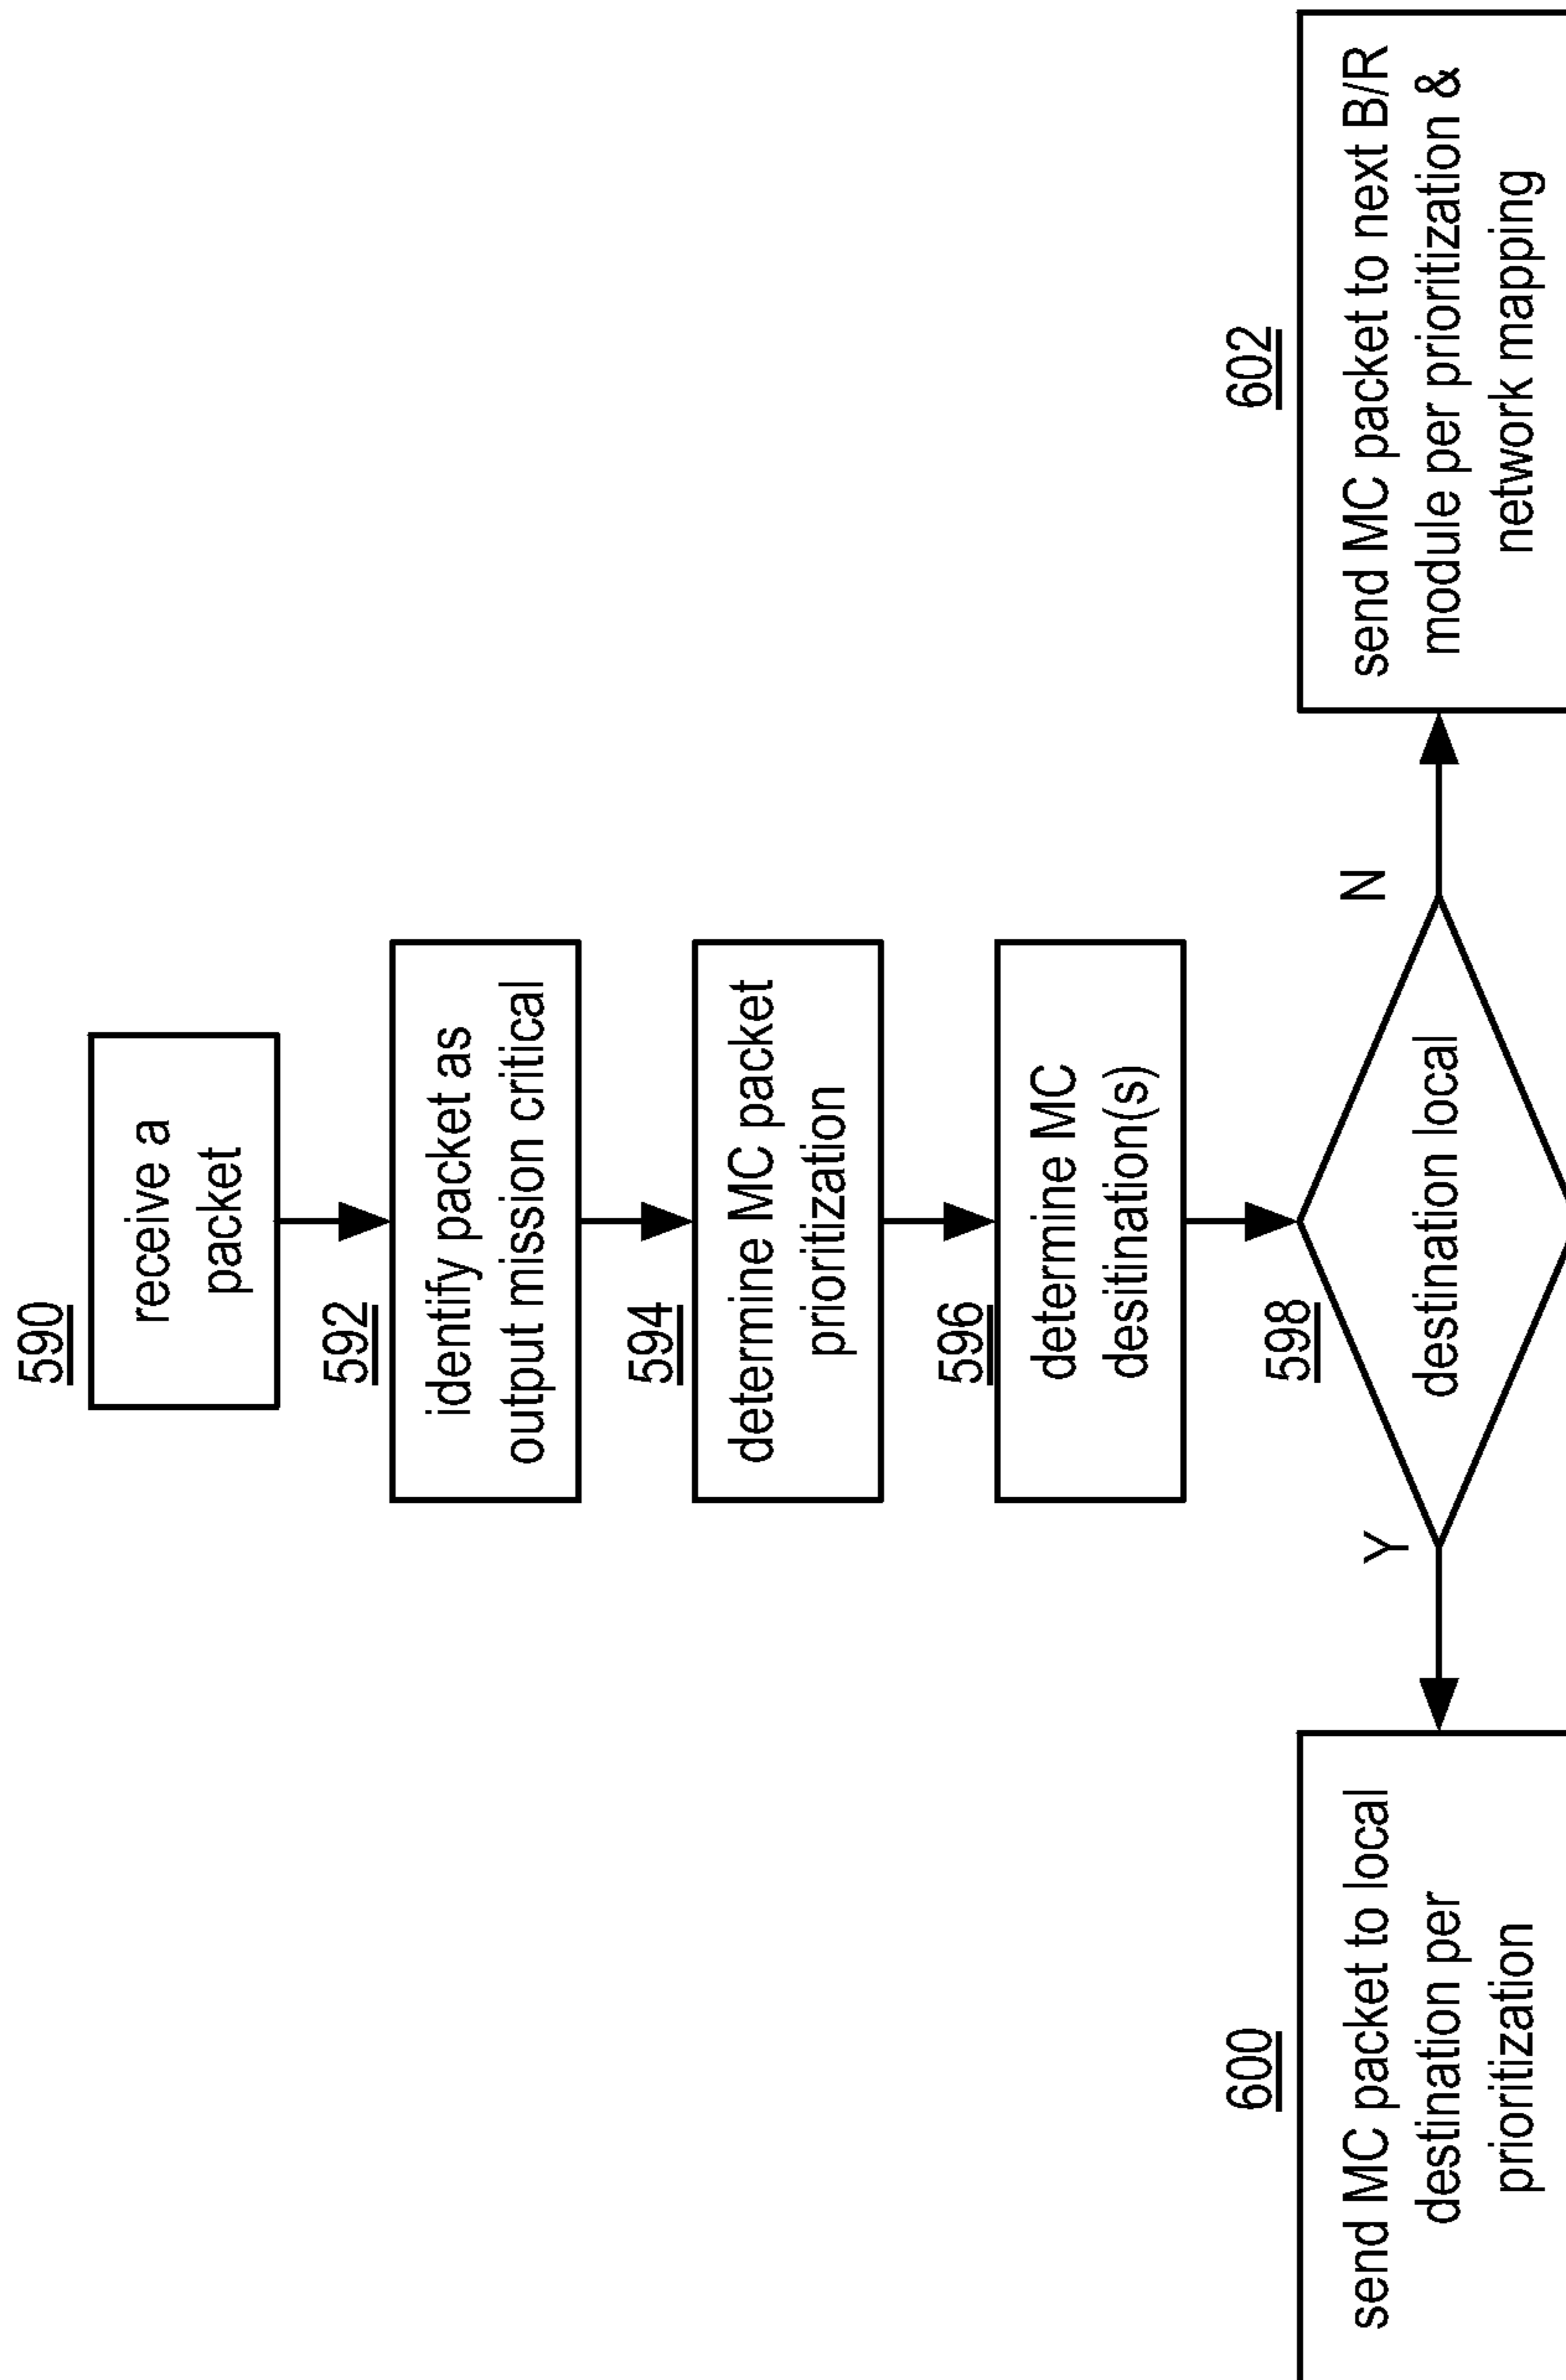 590
receive a
packet
592
identify packet as
output mission critical
594
determine MC packet
prioritization
596
determine MC
desitination(s)
598
destination local
Y
N
600
send MC packet to local
destination per
prioritization
602
send MC packet to next B/R
module per prioritization &
network mapping